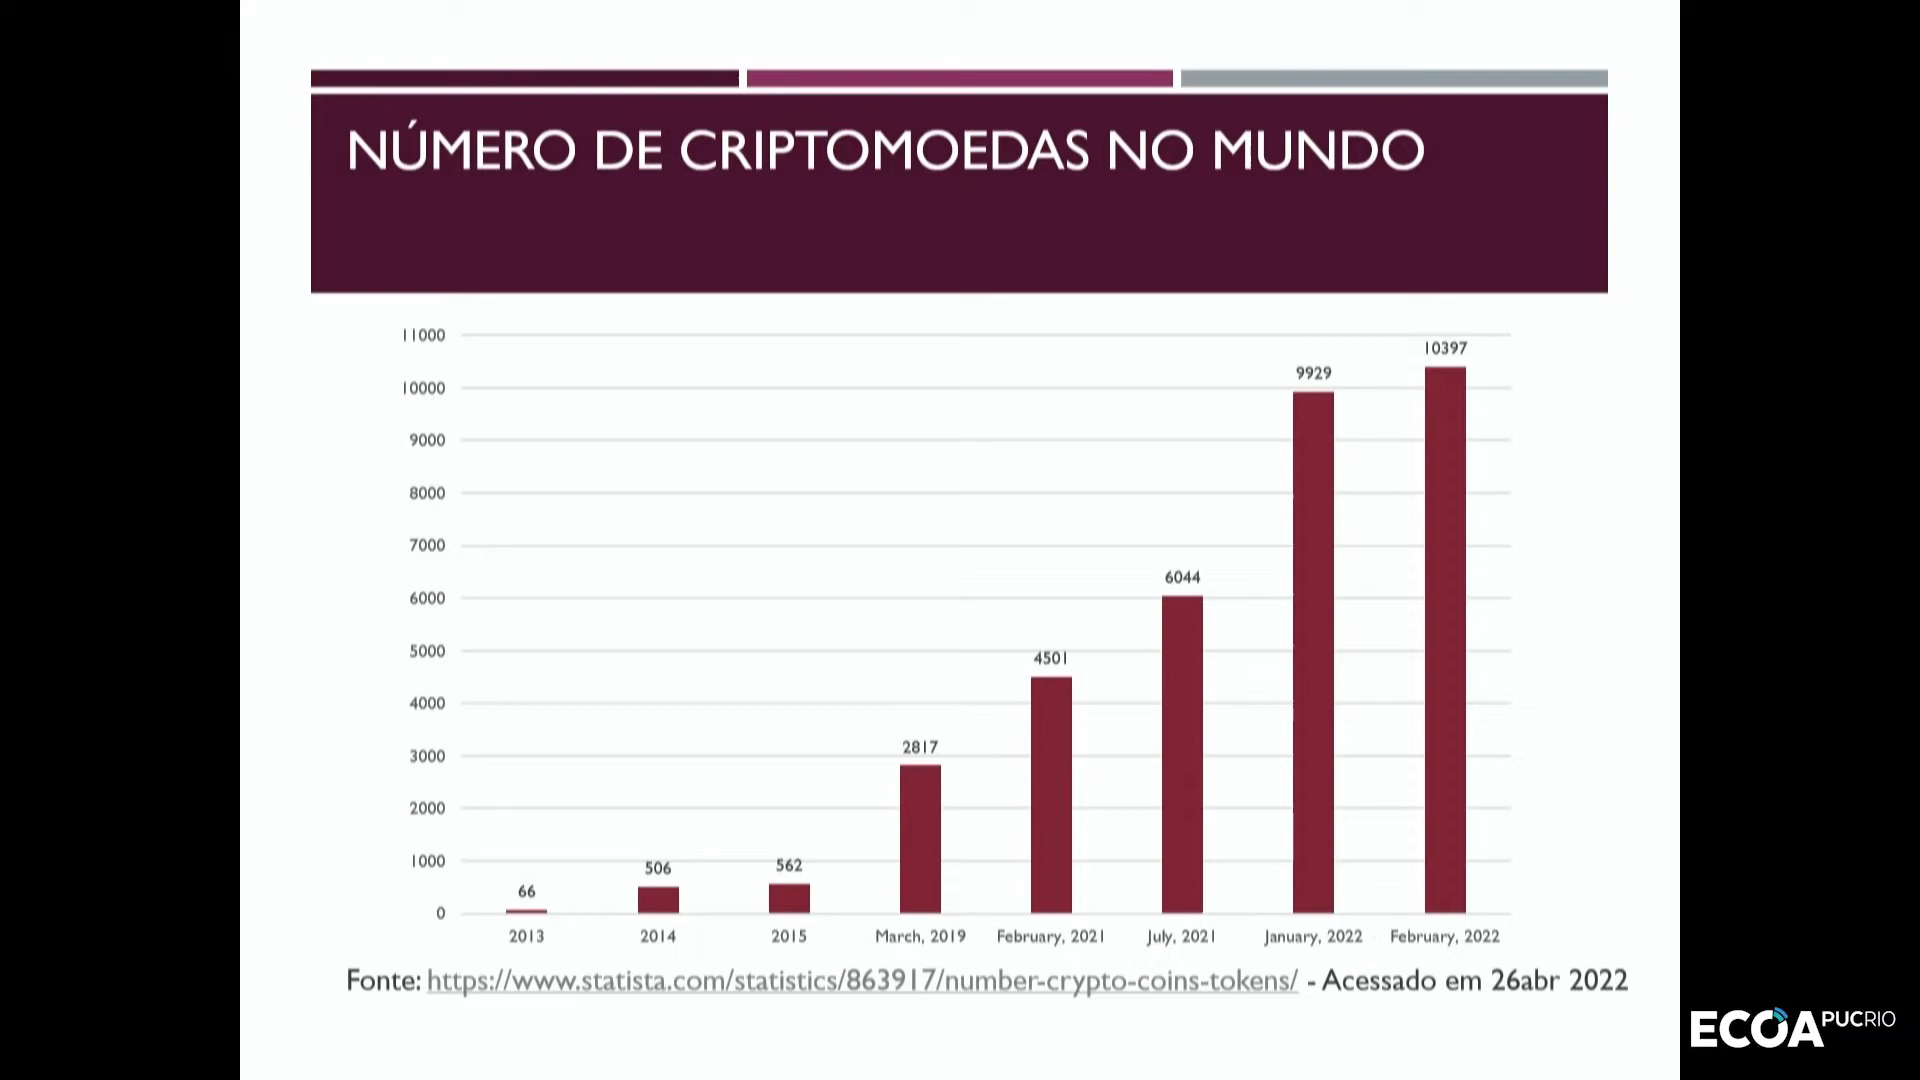 NÚMERO DE CRIPTOMOEDAS NO MUNDO
11000
10000
9000
8000
7000
6000
5000
4000
3000
2000
1000
0
66
506
562
2817
4501
6044
9929
10397
2013
2014
2015
March, 2019
February, 2021
July, 2021
January, 2022
February, 2022
Fonte: https://www.statista.com/statistics/863917/number-crypto-coins-tokens/ - Acessado em 26abr 2022
ECOA PUCRIO